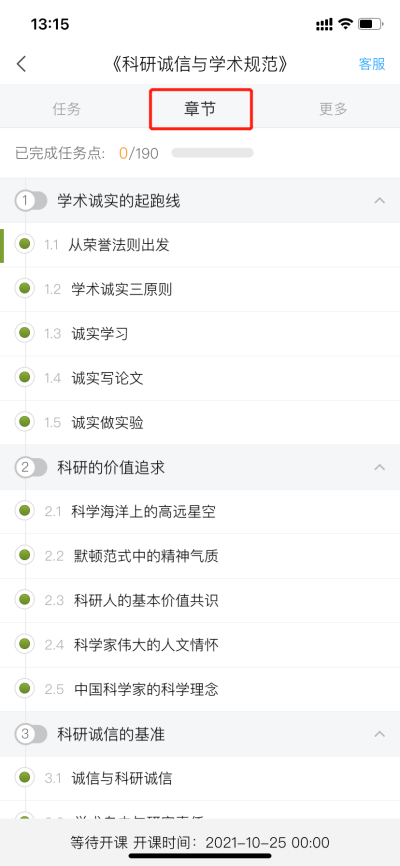 13:15
《科研诚信与学术规范》
客服
任务
章节
更多
已完成任务点: 0/190
1 学术诚实的起跑线
1.1 从荣誉法则出发
1.2 学术诚实三原则
1.3 诚实学习
1.4 诚实写论文
1.5 诚实做实验
2 科研的价值追求
2.1 科学海洋上的高远星空
2.2 默顿范式中的精神气质
2.3 科研人的基本价值共识
2.4 科学家伟大的人文情怀
2.5 中国科学家的科学理念
3 科研诚信的基准
3.1 诚信与科研诚信
等待开课 开课时间: 2021-10-25 00:00